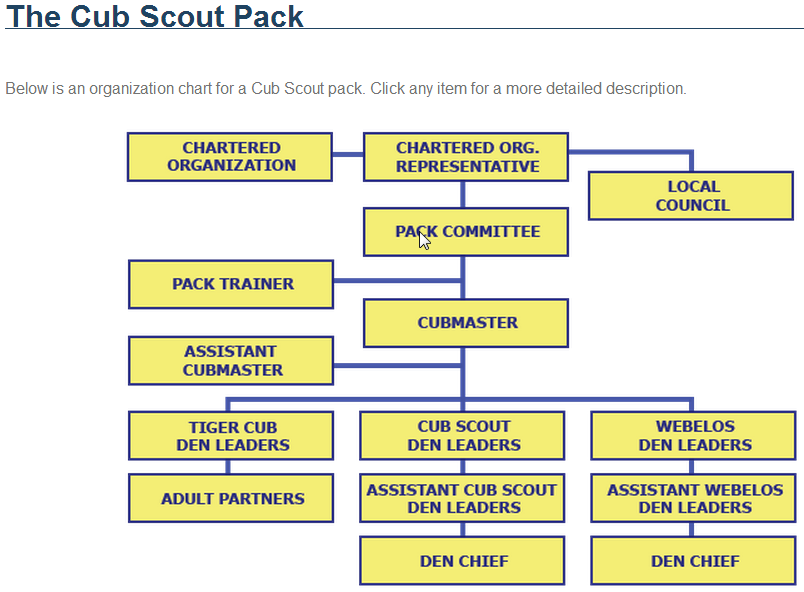 The Cub Scout Pack
Below is an organization chart for a Cub Scout pack. Click any item for a more detailed description.
CHARTERED
ORGANIZATION
CHARTERED ORG.
REPRESENTATIVE
LOCAL
COUNCIL
PACK COMMITTEE
PACK TRAINER
CUBMASTER
ASSISTANT
CUBMASTER
TIGER CUB
DEN LEADERS
CUB SCOUT
DEN LEADERS
WEBELOS
DEN LEADERS
ADULT PARTNERS
ASSISTANT CUB SCOUT
DEN LEADERS
ASSISTANT WEBELOS
DEN LEADERS
DEN CHIEF
DEN CHIEF